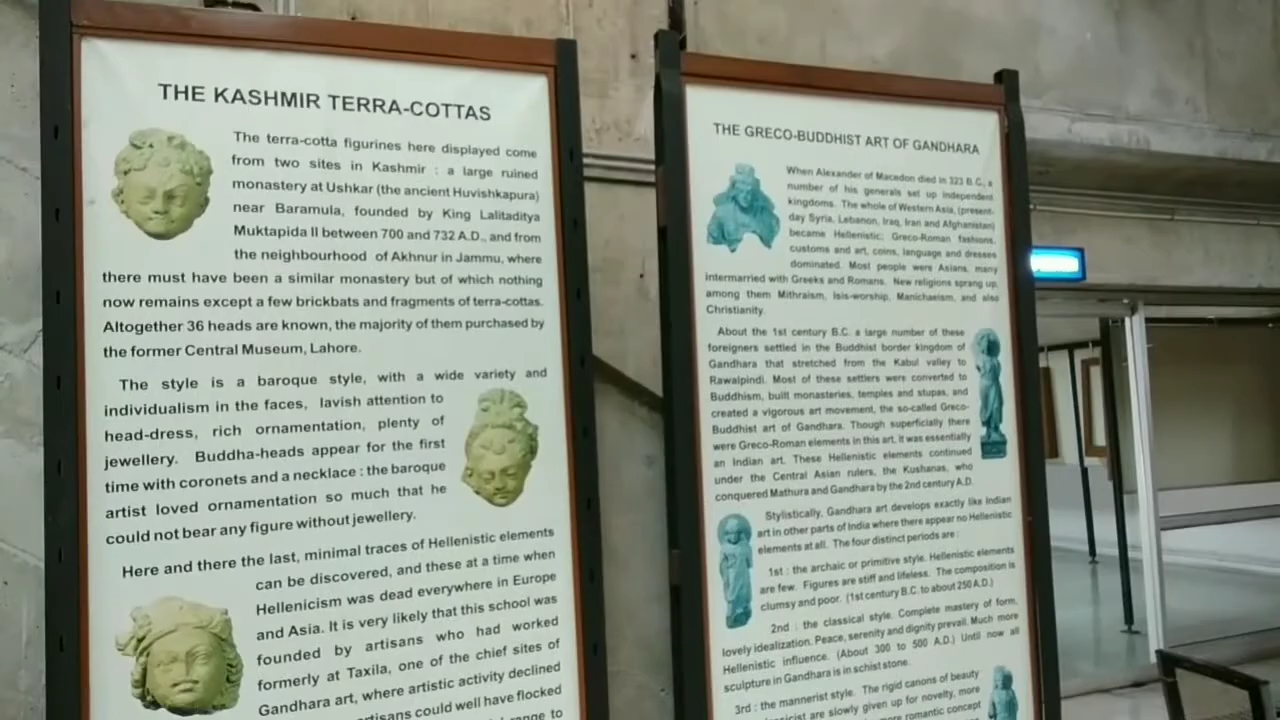 THE KASHMIR TERRA-COTTAS
The terra-cotta figurines here displayed come
from two sites in Kashmir : a large ruined
monastery at Ushkar (the ancient Huvishkapura)
near Baramula, founded by King Lalitaditya
Muktapida II between 700 and 732 A.D., and from
the neighbourhood of Akhnur in Jammu, where
there must have been a similar monastery but of which nothing
now remains except a few brickbats and fragments of terra-cottas.
Altogether 36 heads are known, the majority of them purchased by
the former Central Museum, Lahore.
The style is a baroque style, with a wide variety and
individualism in the faces, lavish attention to
head-dress, rich ornamentation, plenty of
jewellery. Buddha-heads appear for the first
time with coronets and a necklace : the baroque
artist loved ornamentation so much that he
could not bear any figure without jewellery.
Here and there the last, minimal traces of Hellenistic elements
can be discovered, and these at a time when
Hellenicism was dead everywhere in Europe
and Asia. It is very likely that this school was
founded by artisans who had worked
formerly at Taxila, one of the chief sites of
Gandhara art, where artistic activity declined
artisans could well have flocked
range to
THE GRECO-BUDDHIST ART OF GANDHARA
When Alexander of Macadon died in 323 B.C., a
number of his generals set up independent
kingdoms. The whole of Western Asia, (present-
day Syria, Lebanon, Iraq, Iran and Afghanistan)
became Hellenistic; Greco-Roman fashions,
customs and art, coins, language and dresses
dominated. Most people were Asians, many
intermarried with Greeks and Romans. New religions sprang up,
among them Mithraism, Isis-worship, Manichaeism, and also
Christianity.
About the 1st century B.C. a large number of these
foreigners settled in the Buddhist border kingdom of
Gandhara that stretched from the Kabul valley to
Rawalpindi. Most of these settlers were converted to
Buddhism, built monasteries, temples and stupas, and
created a vigorous art movement, the so-called Greco-
Buddhist art of Gandhara. Though superficially there
were Greco-Roman elements in this art, it was essentially
an Indian art. These Hellenistic elements continued
under the Central Asian rulers, the Kushanas, who
conquered Mathura and Gandhara by the 2nd century A.D.
Stylistically, Gandhara art develops exactly like Indian
art in other parts of India where there appear no Hellenistic
elements at all. The four distinct periods are :
1st : the archaic or primitive style. Hellenistic elements
are few. Figures are stiff and lifeless. The composition is
clumsy and poor. (1st century B.C. to about 250 A.D.)
2nd : the classical style. Complete mastery of form,
lovely idealization. Peace, serenity and dignity prevail. Much more
Hellenistic influence. (About 300 to 500 A.D.) Until now all
sculpture in Gandhara is in schist stone.
3rd : the mannerist style. The rigid canons of beauty
are slowly given up for novelty, more
more romantic concept